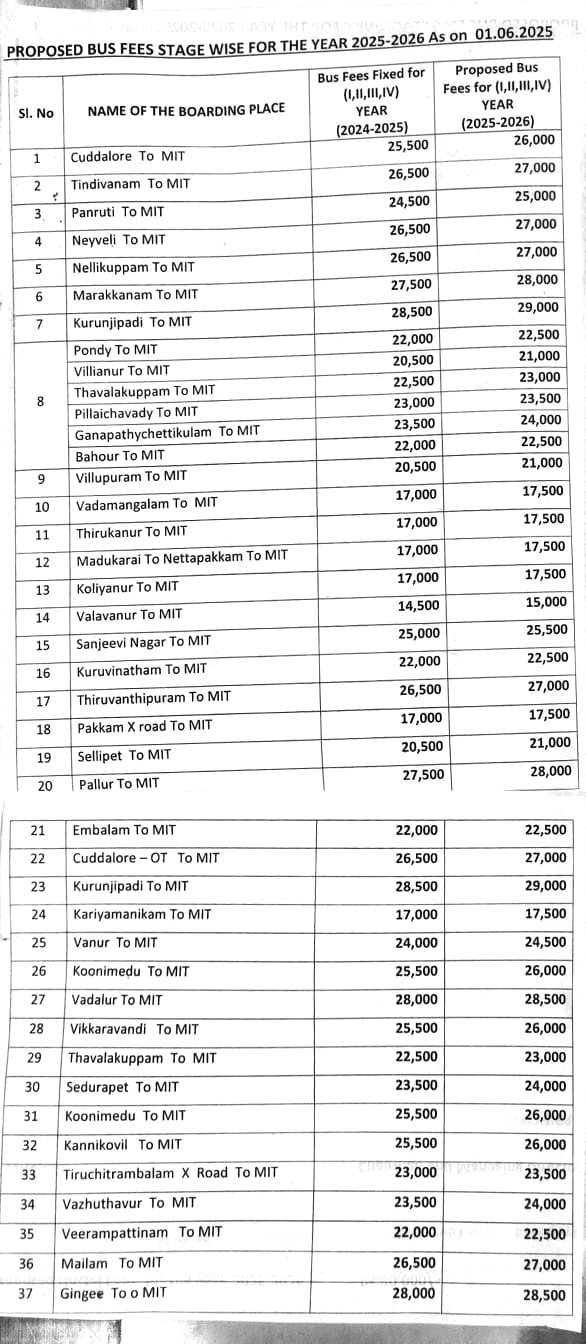 PROPOSED BUS FEES STAGE WISE FOR THE YEAR 2025-2026 As on 01.06.2025
Sl. No NAME OF THE BOARDING PLACE Bus Fees Fixed for (I,II,III,IV) YEAR (2024-2025) Proposed Bus Fees for (I,II,III,IV) YEAR (2025-2026)
1 Cuddalore To MIT 25,500 26,000
2 Tindivanam To MIT 26,500 27,000
3 Panruti To MIT 24,500 25,000
4 Neyveli To MIT 26,500 27,000
5 Nellikuppam To MIT 26,500 27,000
6 Marakkanam To MIT 27,500 28,000
7 Kurunjipadi To MIT 28,500 29,000
8 Pondy To MIT 22,000 22,500
Villianur To MIT 20,500 21,000
Thavalakuppam To MIT 22,500 23,000
Pillaichavady To MIT 23,000 23,500
Ganapathychettikulam To MIT 23,500 24,000
Bahour To MIT 22,000 22,500
9 Villupuram To MIT 20,500 21,000
10 Vadamangalam To MIT 17,000 17,500
11 Thirukanur To MIT 17,000 17,500
12 Madukarai To Nettapakkam To MIT 17,000 17,500
13 Koliyanur To MIT 17,000 17,500
14 Valavanur To MIT 14,500 15,000
15 Sanjeevi Nagar To MIT 25,000 25,500
16 Kuruvinatham To MIT 22,000 22,500
17 Thiruvanthipuram To MIT 26,500 27,000
18 Pakkam X road To MIT 17,000 17,500
19 Sellipet To MIT 20,500 21,000
20 Pallur To MIT 27,500 28,000
21 Embalam To MIT 22,000 22,500
22 Cuddalore – OT To MIT 26,500 27,000
23 Kurunjipadi To MIT 28,500 29,000
24 Kariyamanikam To MIT 17,000 17,500
25 Vanur To MIT 24,000 24,500
26 Koonimedu To MIT 25,500 26,000
27 Vadalur To MIT 28,000 28,500
28 Vikkaravandi To MIT 25,500 26,000
29 Thavalakuppam To MIT 22,500 23,000
30 Sedurapet To MIT 23,500 24,000
31 Koonimedu To MIT 25,500 26,000
32 Kannikovil To MIT 25,500 26,000
33 Tiruchitrambalam X Road To MIT 23,000 23,500
34 Vazhuthavur To MIT 23,500 24,000
35 Veerampattinam To MIT 22,000 22,500
36 Mailam To MIT 26,500 27,000
37 Gingee To o MIT 28,000 28,500